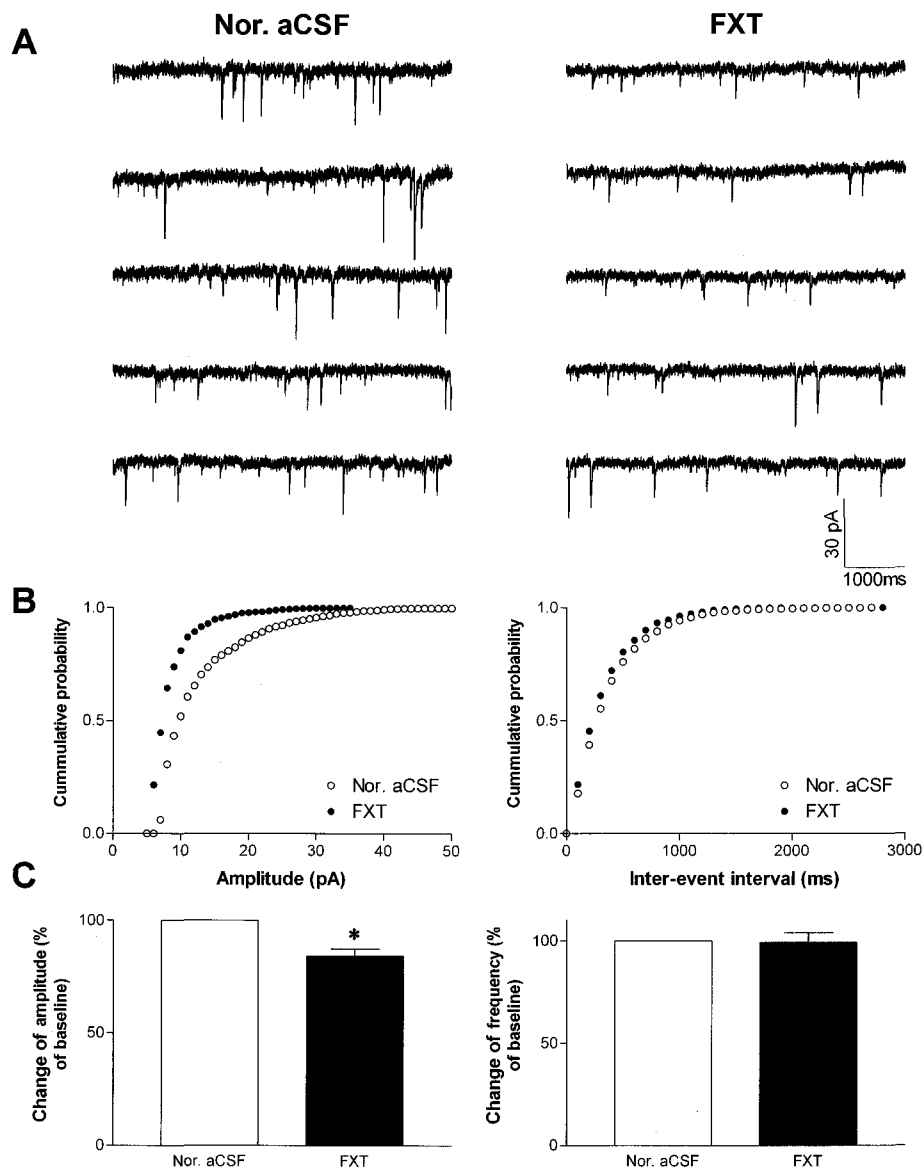 A
Nor. aCSF
FXT
30 pA
1000ms
B
Cummulative probability
1.0
0.5
0.0
Nor. aCSF
FXT
0
10
20
30
40
50
Amplitude (pA)
Cummulative probability
1.0
0.5
0.0
Nor. aCSF
FXT
0
1000
2000
3000
Inter-event interval (ms)
C
Change of amplitude (%
of baseline)
100
50
0
*
Nor. aCSF
FXT
Change of frequency (%
of baseline)
100
50
0
Nor. aCSF
FXT